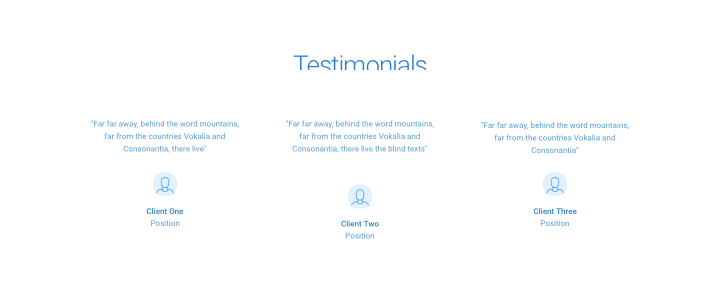 Testimonials
"Far far away, behind the word mountains,
far from the countries Vokalia and
Consonantia, there live"
Client One
Position
"Far far away, behind the word mountains,
far from the countries Vokalia and
Consonantia, there live the blind texts"
Client Two
Position
"Far far away, behind the word mountains,
far from the countries Vokalia and
Consonantia"
Client Three
Position